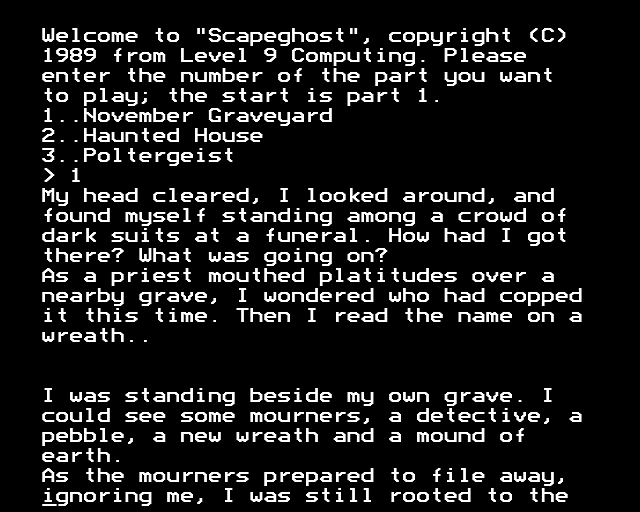 Welcome to "Scapeghost", copyright (C)
1989 from Level 9 Computing. Please
enter the number of the part you want
to play; the start is part 1.
1..November Graveyard
2..Haunted House
3..Poltergeist
> 1
My head cleared, I looked around, and
found myself standing among a crowd of
dark suits at a funeral. How had I got
there? What was going on?
As a priest mouthed platitudes over a
nearby grave, I wondered who had copped
it this time. Then I read the name on a
wreath..
I was standing beside my own grave. I
could see some mourners, a detective, a
pebble, a new wreath and a mound of
earth.
As the mourners prepared to file away,
ignoring me, I was still rooted to the